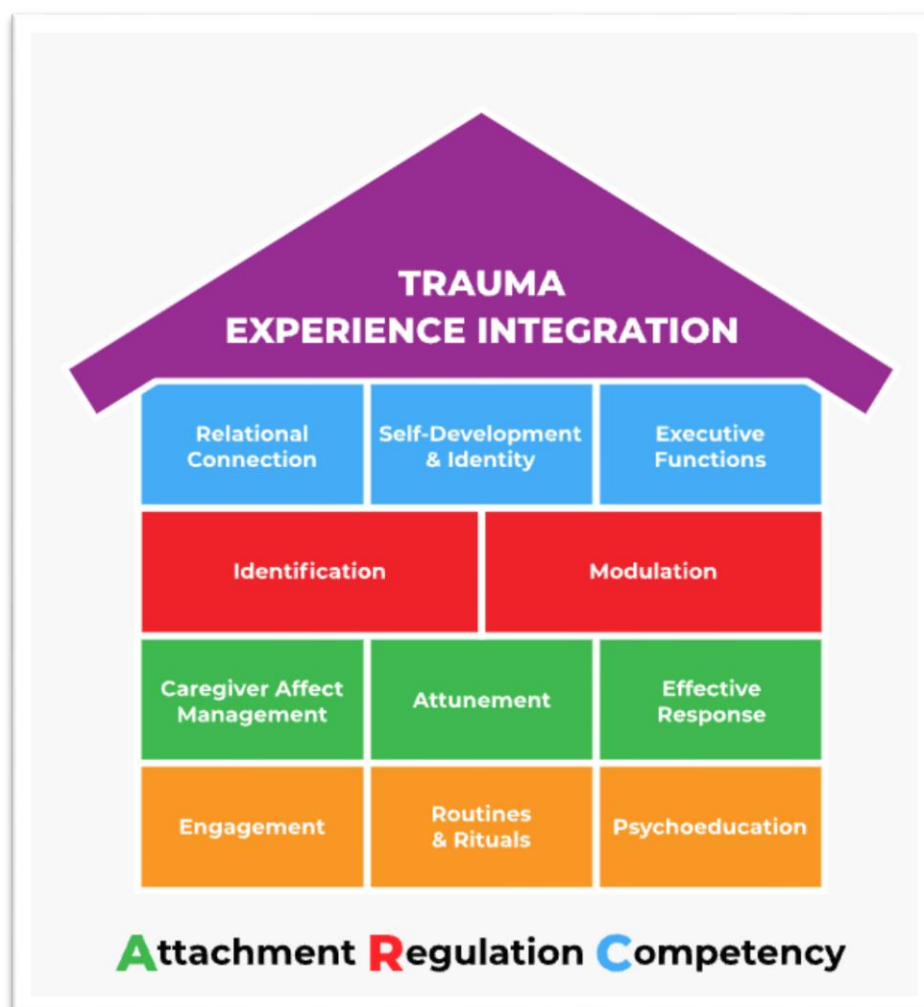 TRAUMA
EXPERIENCE INTEGRATION
Relational
Connection
Self-Development
& Identity
Executive
Functions
Identification
Modulation
Caregiver Affect
Management
Attunement
Effective
Response
Engagement
Routines
& Rituals
Psychoeducation
Attachment Regulation Competency